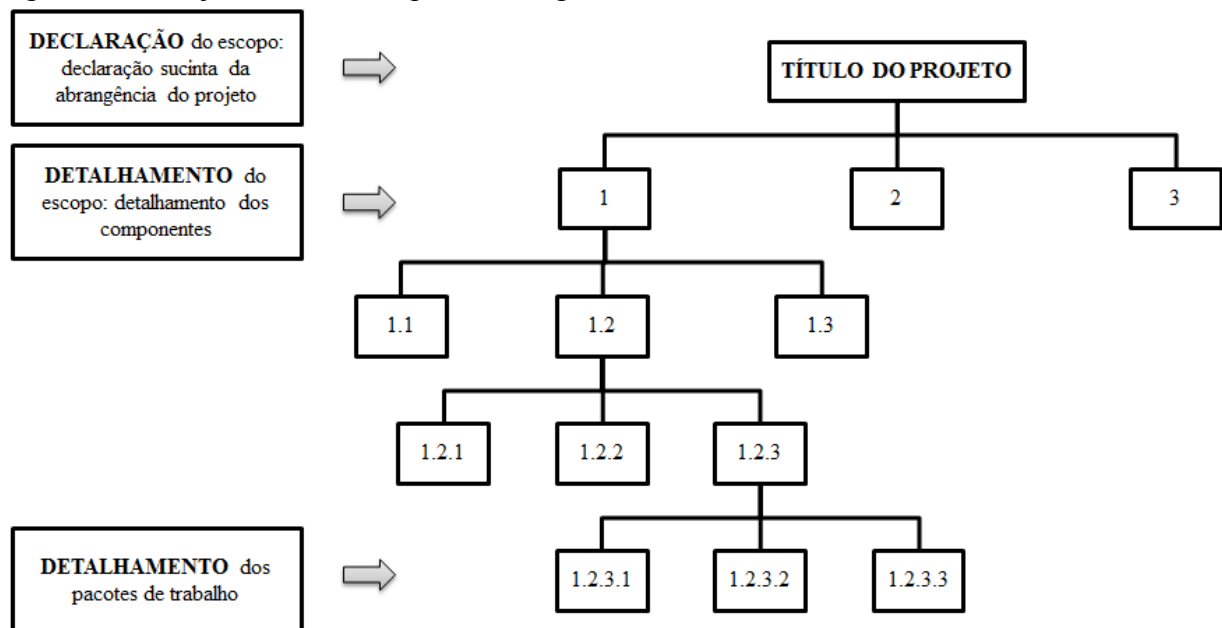 DECLARAÇÃO do escopo:
declaração sucinta da
abrangência do projeto
TÍTULO DO PROJETO
DETALHAMENTO do
escopo: detalhamento dos
componentes
1
2
3
1.1
1.2
1.3
1.2.1
1.2.2
1.2.3
DETALHAMENTO dos
pacotes de trabalho
1.2.3.1
1.2.3.2
1.2.3.3